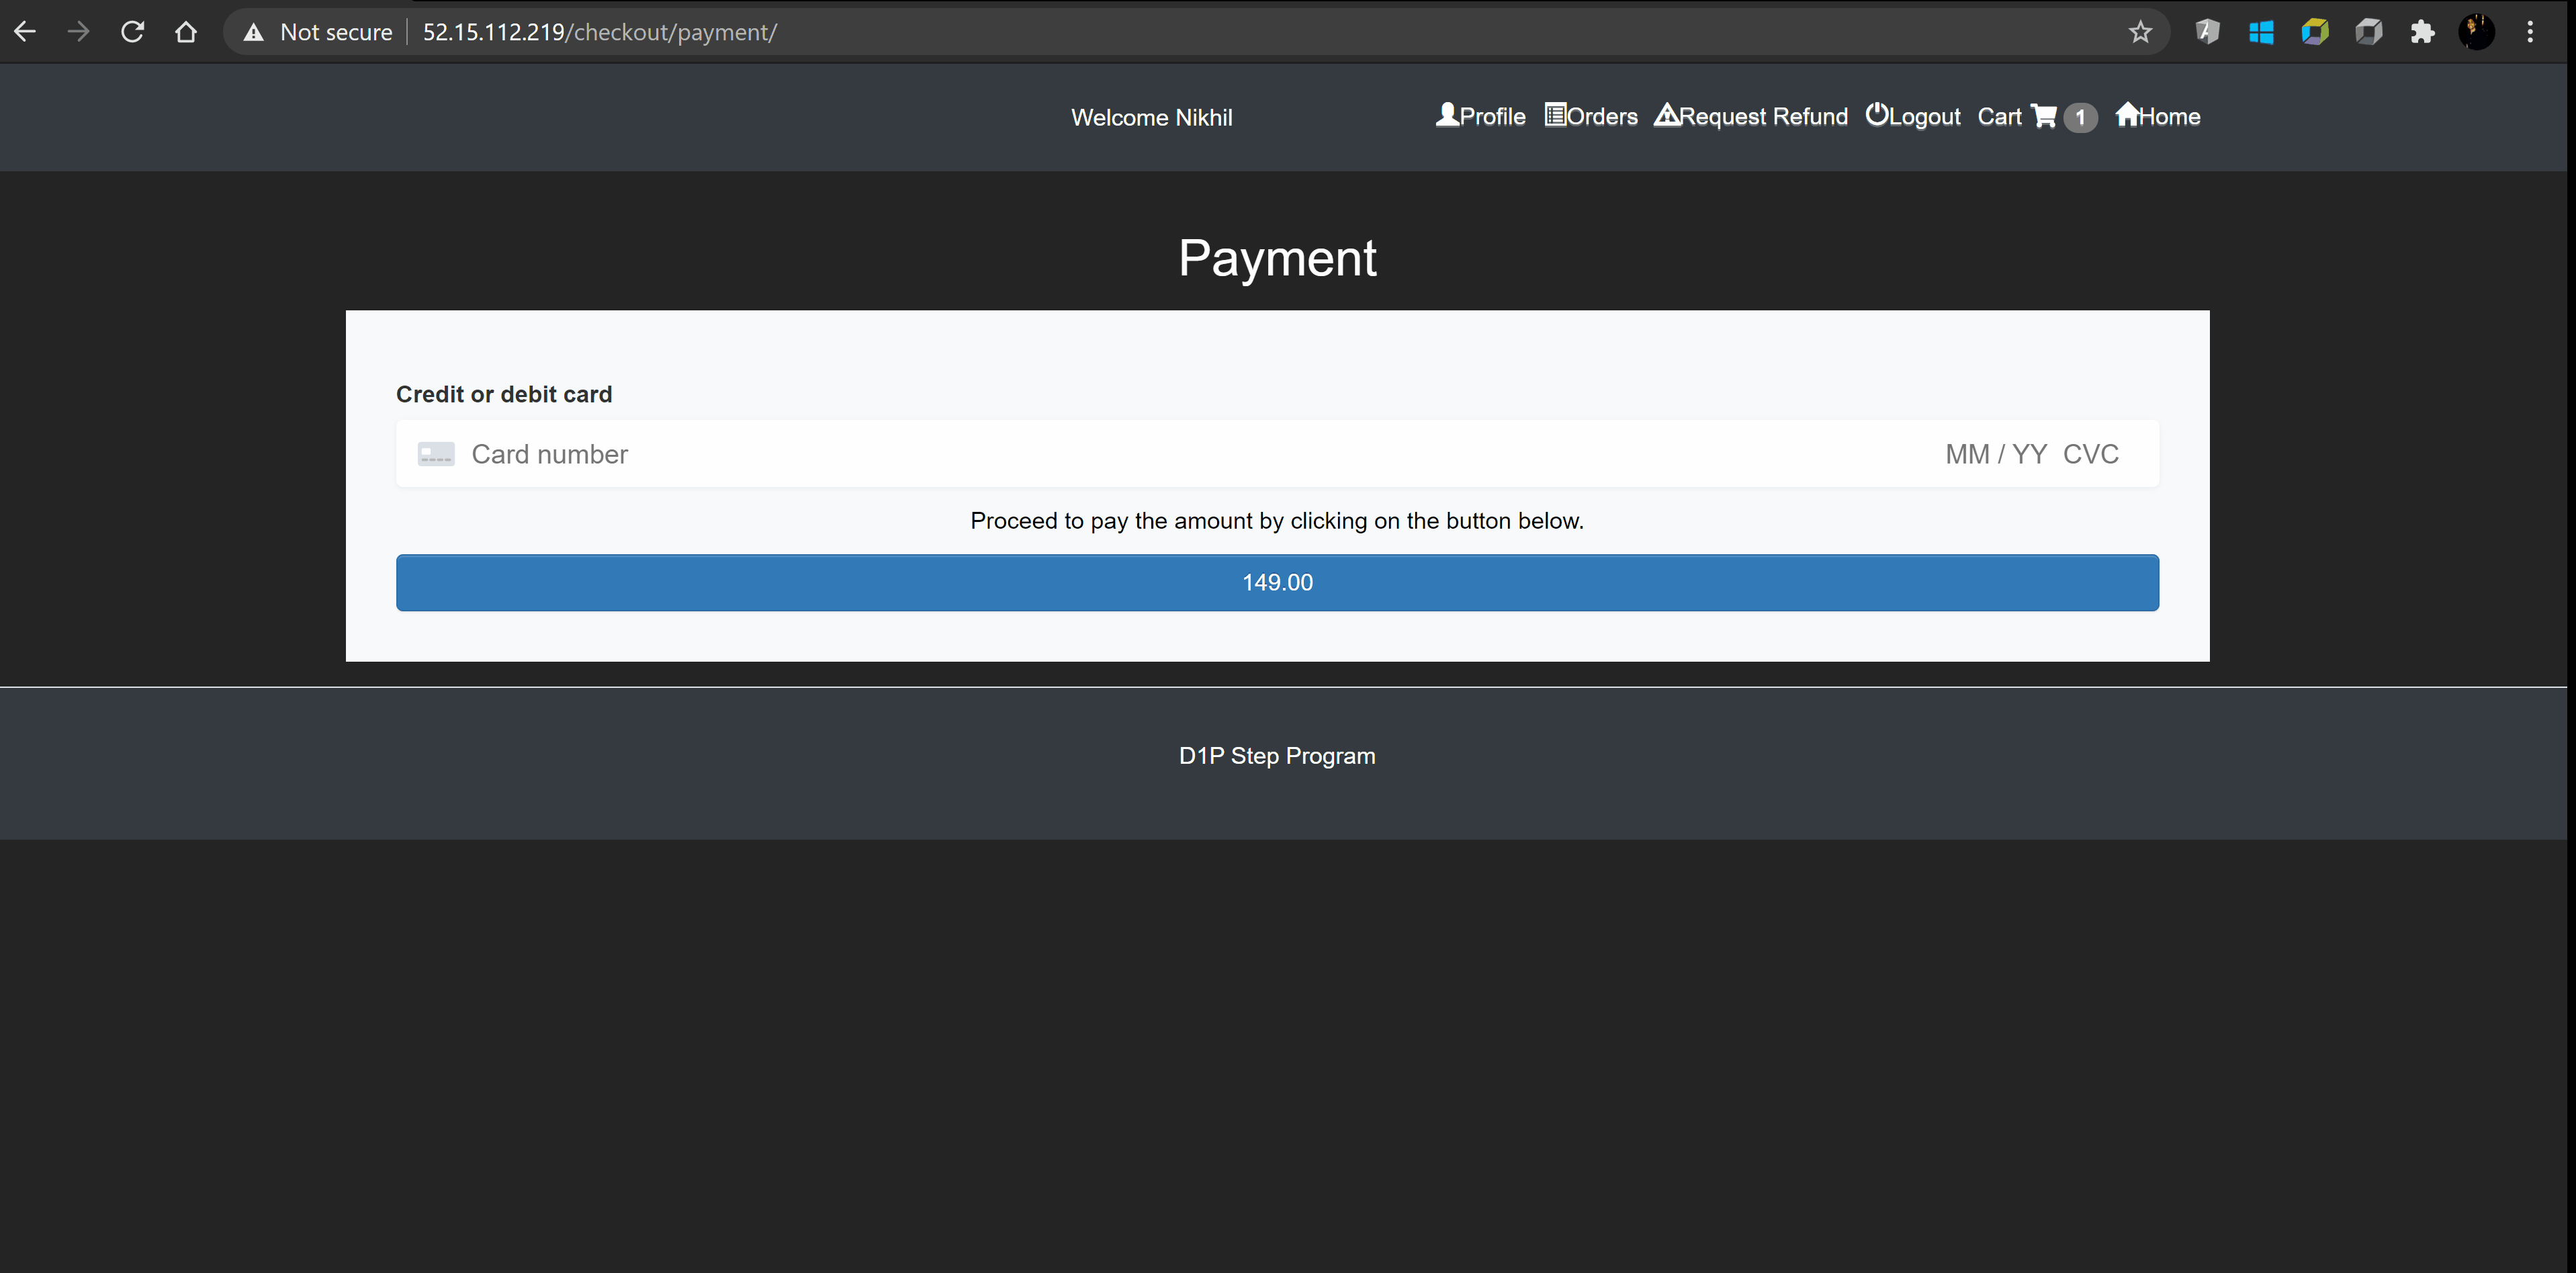 Not secure 52.15.112.219/checkout/payment/
Welcome Nikhil Profile Orders Request Refund Logout Cart 1 Home
Payment
Credit or debit card
Card number MM / YY CVC
Proceed to pay the amount by clicking on the button below.
149.00
D1P Step Program